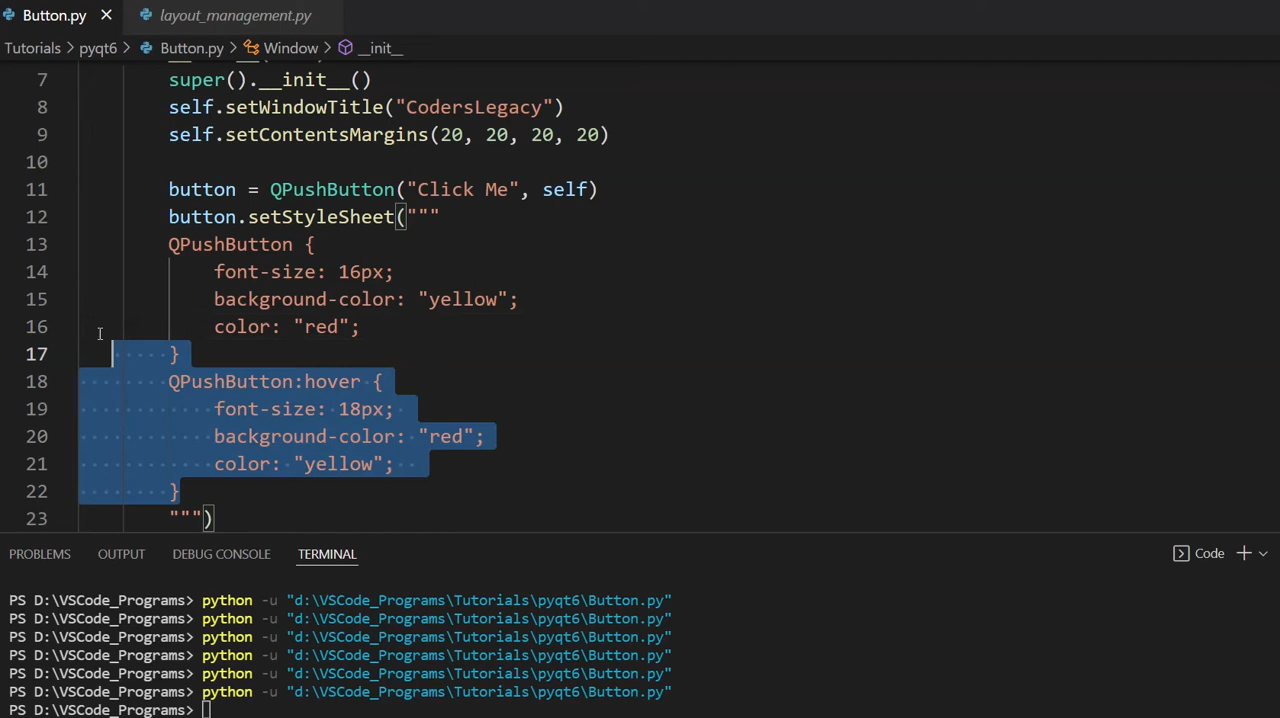 Button.py
layout_management.py
Tutorials > pyqt6 > Button.py > Window > __init__
7 super().__init__()
8 self.setWindowTitle("CodersLegacy")
9 self.setContentsMargins(20, 20, 20, 20)
10
11 button = QPushButton("Click Me", self)
12 button.setStyleSheet("""
13 QPushButton {
14 font-size: 16px;
15 background-color: "yellow";
16 color: "red";
17 }
18 QPushButton:hover {
19 font-size: 18px;
20 background-color: "red";
21 color: "yellow";
22 }
23 """)
PROBLEMS OUTPUT DEBUG CONSOLE TERMINAL Code
PS D:\VSCode_Programs> python -u "d:\VSCode_Programs\Tutorials\pyqt6\Button.py"
PS D:\VSCode_Programs> python -u "d:\VSCode_Programs\Tutorials\pyqt6\Button.py"
PS D:\VSCode_Programs> python -u "d:\VSCode_Programs\Tutorials\pyqt6\Button.py"
PS D:\VSCode_Programs> python -u "d:\VSCode_Programs\Tutorials\pyqt6\Button.py"
PS D:\VSCode_Programs> python -u "d:\VSCode_Programs\Tutorials\pyqt6\Button.py"
PS D:\VSCode_Programs> python -u "d:\VSCode_Programs\Tutorials\pyqt6\Button.py"
PS D:\VSCode_Programs>